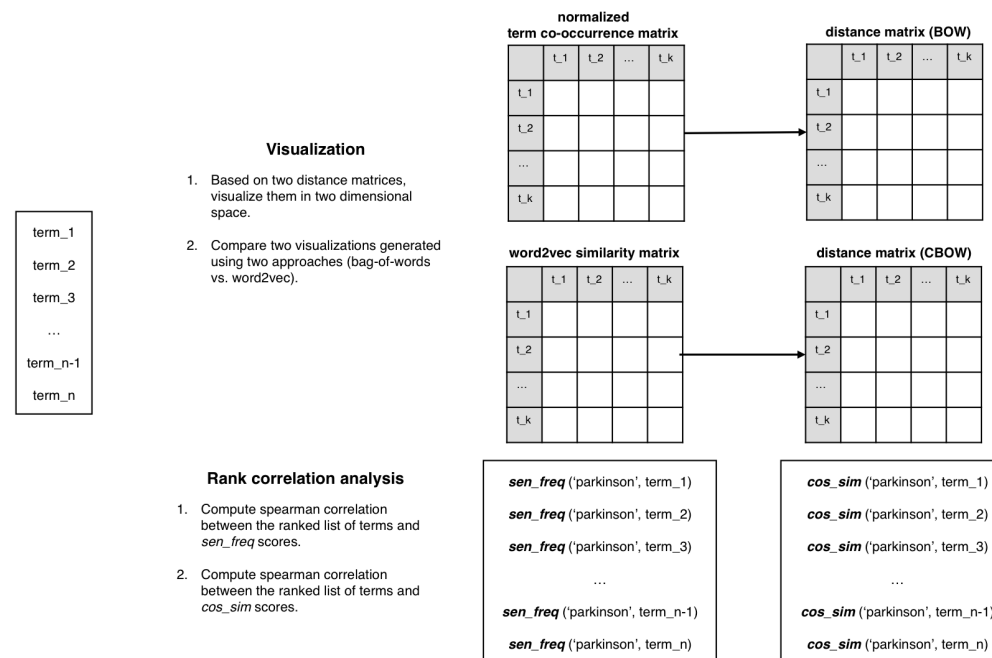 term_1
term_2
term_3
…
term_n-1
term_n
Visualization
1. Based on two distance matrices,
visualize them in two dimensional
space.
2. Compare two visualizations generated
using two approaches (bag-of-words
vs. word2vec).
normalized
term co-occurrence matrix
t_1 t_2 … t_k
t_1
t_2
…
t_k
distance matrix (BOW)
t_1 t_2 … t_k
t_1
t_2
…
t_k
word2vec similarity matrix
t_1 t_2 … t_k
t_1
t_2
…
t_k
distance matrix (CBOW)
t_1 t_2 … t_k
t_1
t_2
…
t_k
Rank correlation analysis
1. Compute spearman correlation
between the ranked list of terms and
sen_freq scores.
2. Compute spearman correlation
between the ranked list of terms and
cos_sim scores.
sen_freq (‘parkinson’, term_1)
sen_freq (‘parkinson’, term_2)
sen_freq (‘parkinson’, term_3)
…
sen_freq (‘parkinson’, term_n-1)
sen_freq (‘parkinson’, term_n)
cos_sim (‘parkinson’, term_1)
cos_sim (‘parkinson’, term_2)
cos_sim (‘parkinson’, term_3)
…
cos_sim (‘parkinson’, term_n-1)
cos_sim (‘parkinson’, term_n)